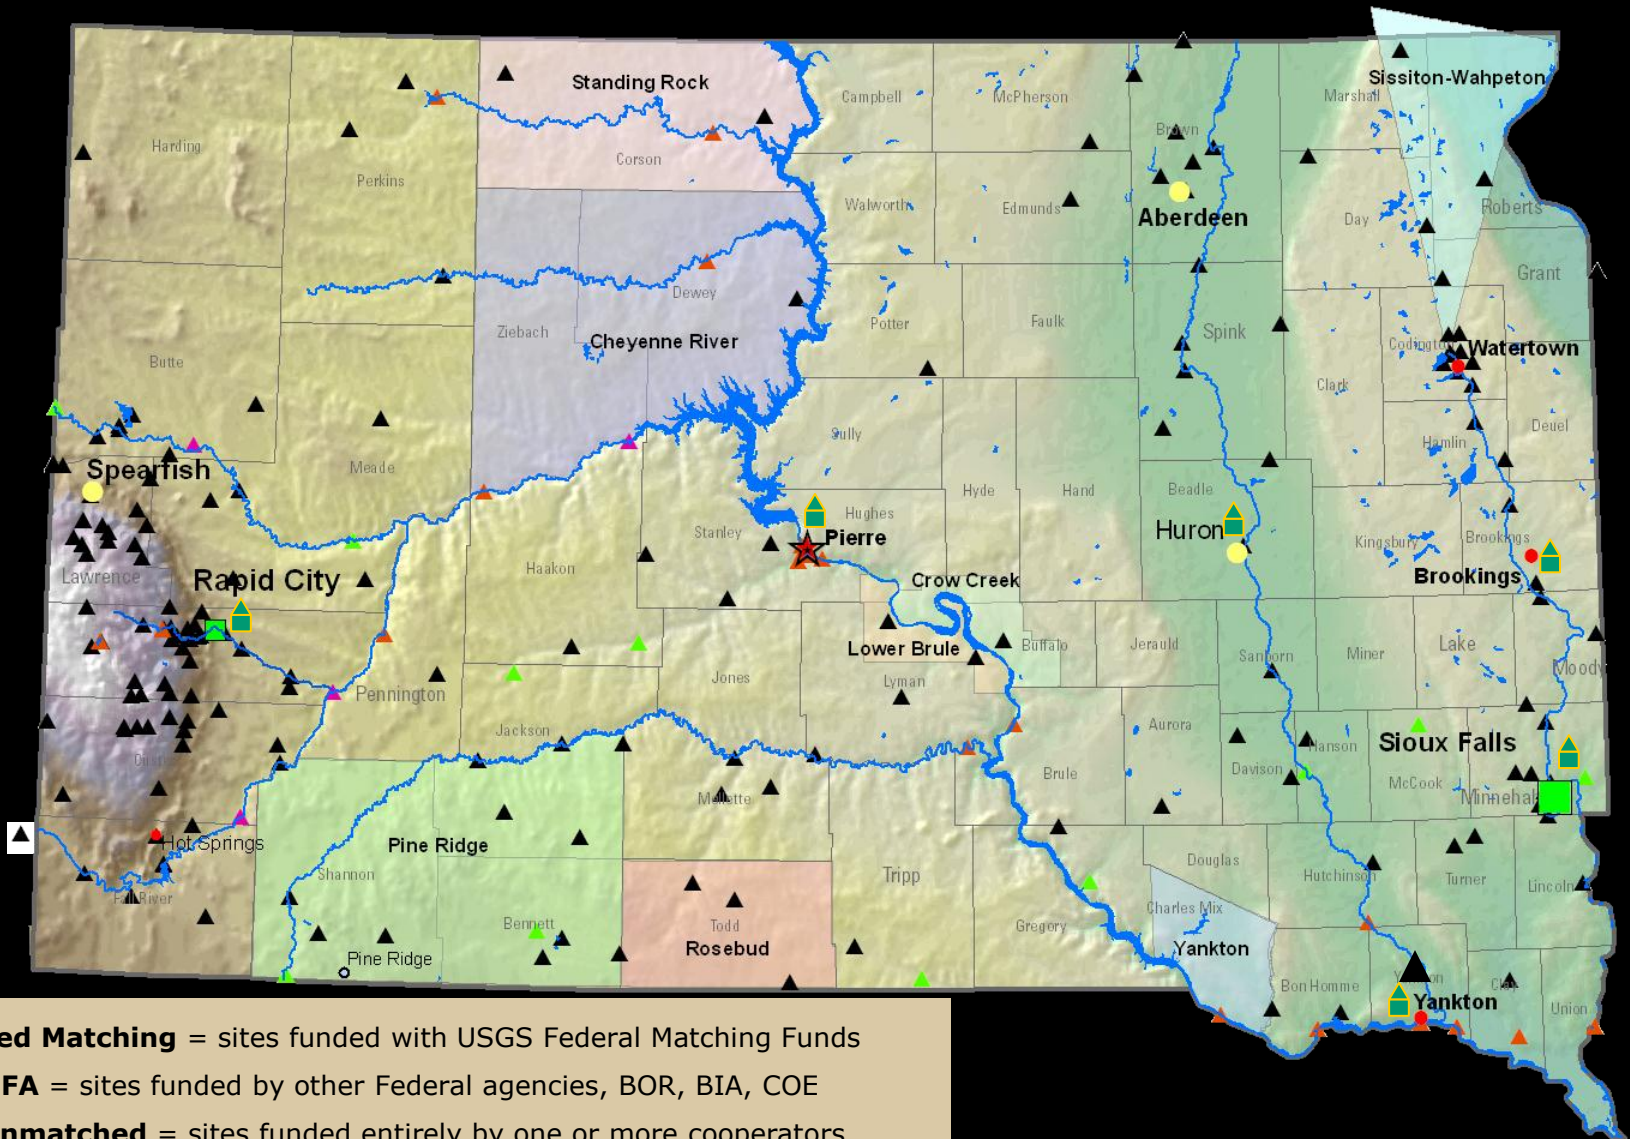 Standing Rock
Sissiton-Wahpeton
Campbell
McPherson
Marshall
Harding
Brown
Corson
Perkins
Walworth
Edmunds
Aberdeen
Day
Roberts
Grant
Dewey
Ziebach
Cheyenne River
Potter
Faulk
Spink
Codington
Watertown
Butte
Clark
Sully
Hamlin
Deuel
Spearfish
Meade
Hyde
Hand
Beadle
Hughes
Stanley
Pierre
Huron
Kingsbury
Brookings
Brookings
Lawrence
Rapid City
Haakon
Crow Creek
Lower Brule
Buffalo
Jerauld
Sanborn
Miner
Lake
Moody
Pennington
Jones
Lyman
Jackson
Aurora
Hanson
Sioux Falls
Brule
Davison
McCook
Minnehah
Mellette
Hot Springs
Pine Ridge
Shannon
Fall River
Tripp
Douglas
Hutchinson
Turner
Lincoln
Bennett
Todd
Rosebud
Gregory
Charles Mix
Yankton
Pine Ridge
Bon Homme
Clay
Union
Yankton
ed Matching = sites funded with USGS Federal Matching Funds
FA = sites funded by other Federal agencies, BOR, BIA, COE
nmatched = sites funded entirely by one or more cooperators